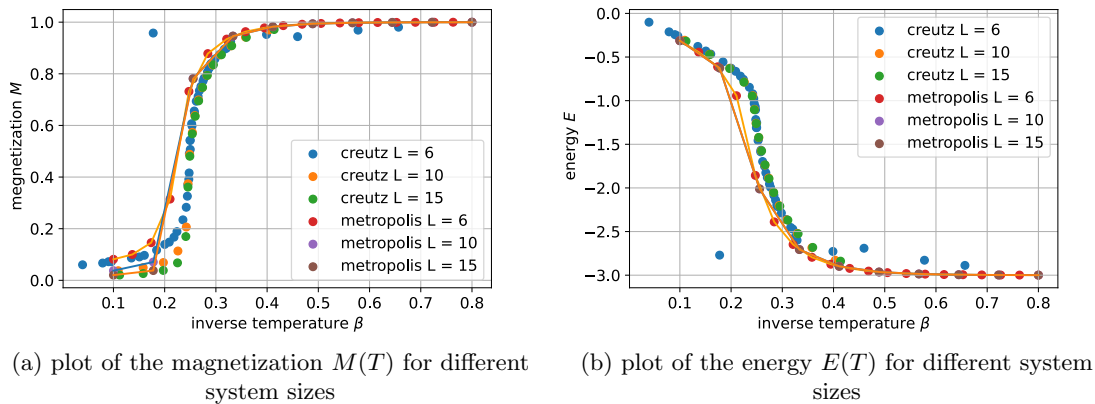 1.0
0.8
0.6
0.4
0.2
0.0
megnetization M
0.1 0.2 0.3 0.4 0.5 0.6 0.7 0.8
inverse temperature β
creutz L = 6
creutz L = 10
creutz L = 15
metropolis L = 6
metropolis L = 10
metropolis L = 15
(a) plot of the magnetization M(T) for different
system sizes
0.0
−0.5
−1.0
−1.5
−2.0
−2.5
−3.0
energy E
0.1 0.2 0.3 0.4 0.5 0.6 0.7 0.8
inverse temperature β
creutz L = 6
creutz L = 10
creutz L = 15
metropolis L = 6
metropolis L = 10
metropolis L = 15
(b) plot of the energy E(T) for different system
sizes